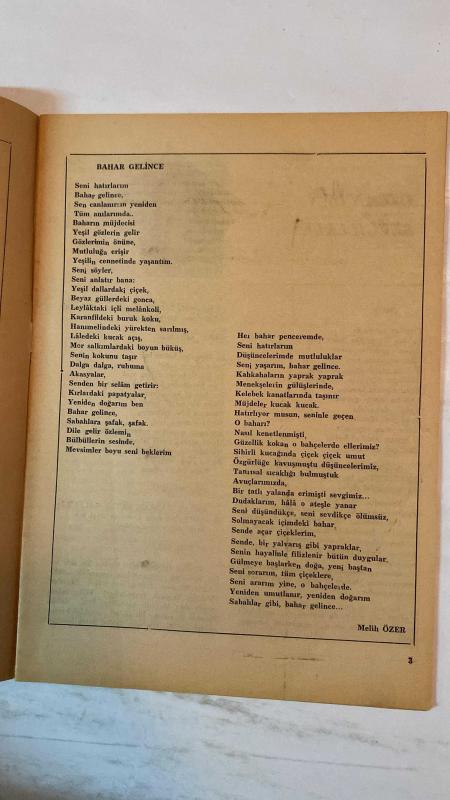 BAHAR GELİNCE
Seni hatırlarım
Bahar gelince,
Sen canlanırsın yeniden
Tüm anılarımda..
Baharın müjdecisi
Yeşil gözlerin gelir
Gözlerimin önüne,
Mutluluğa erişir
Yeşilin cennetinde yaşantım.
Seni söyler,
Seni anlatır bana:
Yeşil dallardaki çiçek,
Beyaz güllerdeki gonca,
Leylâktaki içli melânkoli,
Karanfildeki buruk koku,
Hanımelindeki yürekten sarılmış,
Lâledeki kucak açış,
Mor salkımlardaki boyun büküş,
Senin kokunu taşır
Dalga dalga, ruhuma
Akasyalar,
Senden bir selâm getirir:
Kırlardaki papatyalar,
Yeniden doğarım ben
Bahar gelince,
Sabahlara şafak, şafak.
Dile gelir özlemin
Bülbüllerin sesinde,
Mevsimler boyu seni beklerim
Her bahar penceremde,
Seni hatırlarım
Düşüncelerimde mutluluklar
Seni yaşarım, bahar gelince.
Kahkahaların yaprak yaprak
Menekşelerin gülüşlerinde,
Kelebek kanatlarında taşınır
Müjdeler kucak kucak.
Hatırlıyor musun, seninle geçen
O baharı?
Nasıl kenetlenmişti,
Güzellik kokan o bahçelerde ellerimiz?
Sihirli kucağında çiçek çiçek umut
Özgürlüğe kavuşmuştu düşüncelerimiz,
Tanrısal sıcaklığı bulmuştuk
Avuçlarımızda,
Bir tatlı yalanda erimişti sevgimiz...
Dudaklarım, hâlâ o ateşle yanar
Seni düşündükçe, seni sevdikçe ölümsüz,
Solmayacak içimdeki bahar,
Sende açar çiçeklerim,
Sende, bir yalvarış gibi yapraklar,
Senin hayalinle filizlenir bütün duygular.
Gülmeye başlarken doğa, yeni baştan
Seni sorarım, tüm çiçeklere,
Seni ararım yine, o bahçelerde.
Yeniden umutlanır, yeniden doğarım
Sabahlar gibi, bahar gelince...
Melih ÖZER
3